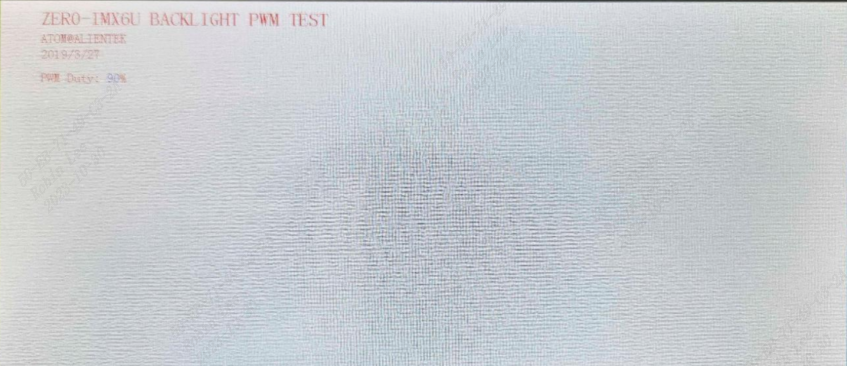 ZERO-IMX6U BACKLIGHT PWM TEST
ATOM@ALIENTEK
2019/3/27
PWM Duty: 90%